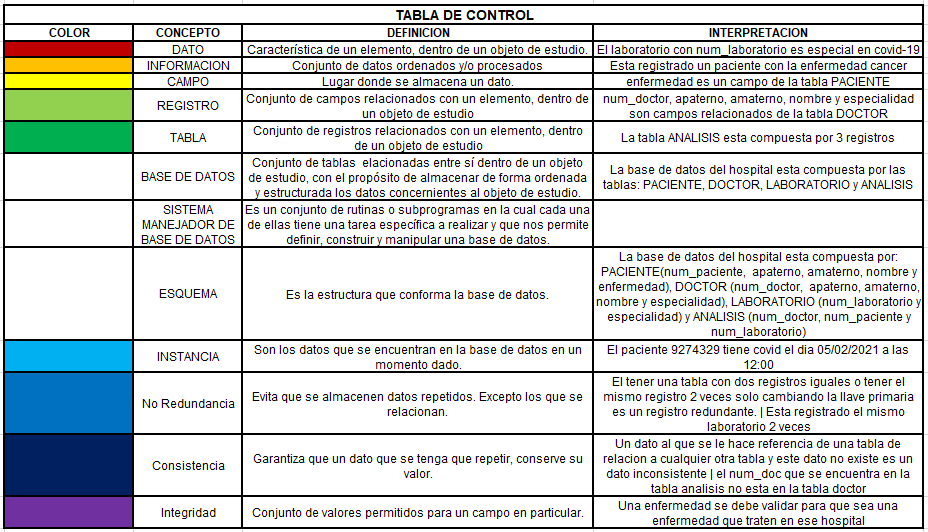 TABLA DE CONTROL
COLOR CONCEPTO DEFINICION INTERPRETACION
DATO Característica de un elemento, dentro de un objeto de estudio. El laboratorio con num_laboratorio es especial en covid-19
INFORMACION Conjunto de datos ordenados y/o procesados Esta registrado un paciente con la enfermedad cancer
CAMPO Lugar donde se almacena un dato. enfermedad es un campo de la tabla PACIENTE
REGISTRO
Conjunto de campos relacionados con un elemento, dentro de
un objeto de estudio
num_doctor, apaterno, amaterno, nombre y especialidad
son campos relacionados de la tabla DOCTOR
TABLA
Conjunto de registros relacionados con un elemento, dentro
de un objeto de estudio
La tabla ANALISIS esta compuesta por 3 registros
BASE DE DATOS
Conjunto de tablas elacionadas entre sí dentro de un objeto
de estudio, con el propósito de almacenar de forma ordenada
y estructurada los datos concernientes al objeto de estudio.
La base de datos del hospital esta compuesta por las
tablas: PACIENTE, DOCTOR, LABORATORIO y ANALISIS
SISTEMA
MANEJADOR DE
BASE DE DATOS
Es un conjunto de rutinas o subprogramas en la cual cada una
de ellas tiene una tarea específica a realizar y que nos permite
definir, construir y manipular una base de datos.
ESQUEMA
Es la estructura que conforma la base de datos.
La base de datos del hospital esta compuesta por:
PACIENTE(num_paciente, apaterno, amaterno, nombre y
enfermedad), DOCTOR (num_doctor, apaterno, amaterno,
nombre y especialidad), LABORATORIO (num_laboratorio y
especialidad) y ANALISIS (num_doctor, num_paciente y
num_laboratorio)
INSTANCIA
Son los datos que se encuentran en la base de datos en un
momento dado.
El paciente 9274329 tiene covid el dia 05/02/2021 a las
12:00
No Redundancia
Evita que se almacenen datos repetidos. Excepto los que se
relacionan.
El tener una tabla con dos registros iguales o tener el
mismo registro 2 veces solo cambiando la llave primaria
es un registro redundante. | Esta registrado el mismo
laboratorio 2 veces
Consistencia
Garantiza que un dato que se tenga que repetir, conserve su
valor.
Un dato al que se le hace referencia de una tabla de
relacion a cualquier otra tabla y este dato no existe es un
dato inconsistente | el num_doc que se encuentra en la
tabla analisis no esta en la tabla doctor
Integridad
Conjunto de valores permitidos para un campo en particular.
Una enfermedad se debe validar para que sea una
enfermedad que traten en ese hospital